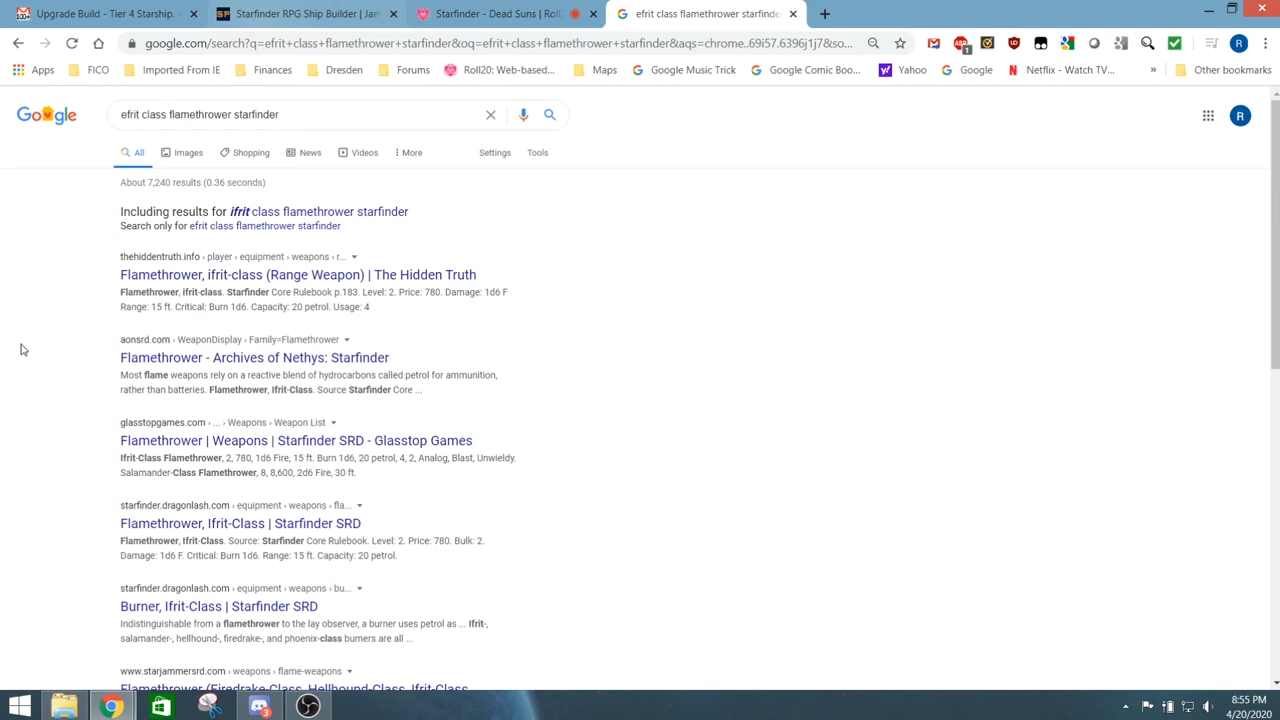 Upgrade Build - Tier 4 Starship.
Starfinder RPG Ship Builder | Jam
Starfinder - Dead Suns | Roll
efrit class flamethrower starfinde
google.com/search?q=efrit+class+flamethrower+starfinder&oq=efrit+class+flamethrower+starfinder&aqs=chrome..69i57.6396j1j7&so...
Apps
FICO
Imported From IE
Finances
Dresden
Forums
Roll20: Web-based...
Maps
Google Music Trick
Google Comic Boo...
Yahoo
Google
Netflix - Watch TV...
»
Other bookmarks
Google
efrit class flamethrower starfinder
R
All
Images
Shopping
News
Videos
More
Settings
Tools
About 7,240 results (0.36 seconds)
Including results for ifrit class flamethrower starfinder
Search only for efrit class flamethrower starfinder
thehiddentruth.info › player › equipment › weapons › r...
Flamethrower, ifrit-class (Range Weapon) | The Hidden Truth
Flamethrower, ifrit-class. Starfinder Core Rulebook p.183. Level: 2. Price: 780. Damage: 1d6 F
Range: 15 ft. Critical: Burn 1d6. Capacity: 20 petrol. Usage: 4
aonsrd.com › WeaponDisplay › Family=Flamethrower
Flamethrower - Archives of Nethys: Starfinder
Most flame weapons rely on a reactive blend of hydrocarbons called petrol for ammunition,
rather than batteries. Flamethrower, Ifrit-Class. Source Starfinder Core ...
glasstopgames.com › ... › Weapons › Weapon List
Flamethrower | Weapons | Starfinder SRD - Glasstop Games
Ifrit-Class Flamethrower, 2, 780, 1d6 Fire, 15 ft. Burn 1d6, 20 petrol, 4, 2, Analog, Blast, Unwieldy.
Salamander-Class Flamethrower, 8, 8,600, 2d6 Fire, 30 ft.
starfinder.dragonlash.com › equipment › weapons › fla...
Flamethrower, Ifrit-Class | Starfinder SRD
Flamethrower, Ifrit-Class. Source: Starfinder Core Rulebook. Level: 2. Price: 780. Bulk: 2.
Damage: 1d6 F. Critical: Burn 1d6. Range: 15 ft. Capacity: 20 petrol.
starfinder.dragonlash.com › equipment › weapons › bu...
Burner, Ifrit-Class | Starfinder SRD
Indistinguishable from a flamethrower to the lay observer, a burner uses petrol as ... Ifrit-,
salamander-, hellhound-, firedrake-, and phoenix-class burners are all ...
www.starjammersrd.com › weapons › flame-weapons
Flamethrower (Firedrake-Class, Hellhound-Class, Ifrit-Class
3
8:55 PM
4/20/2020